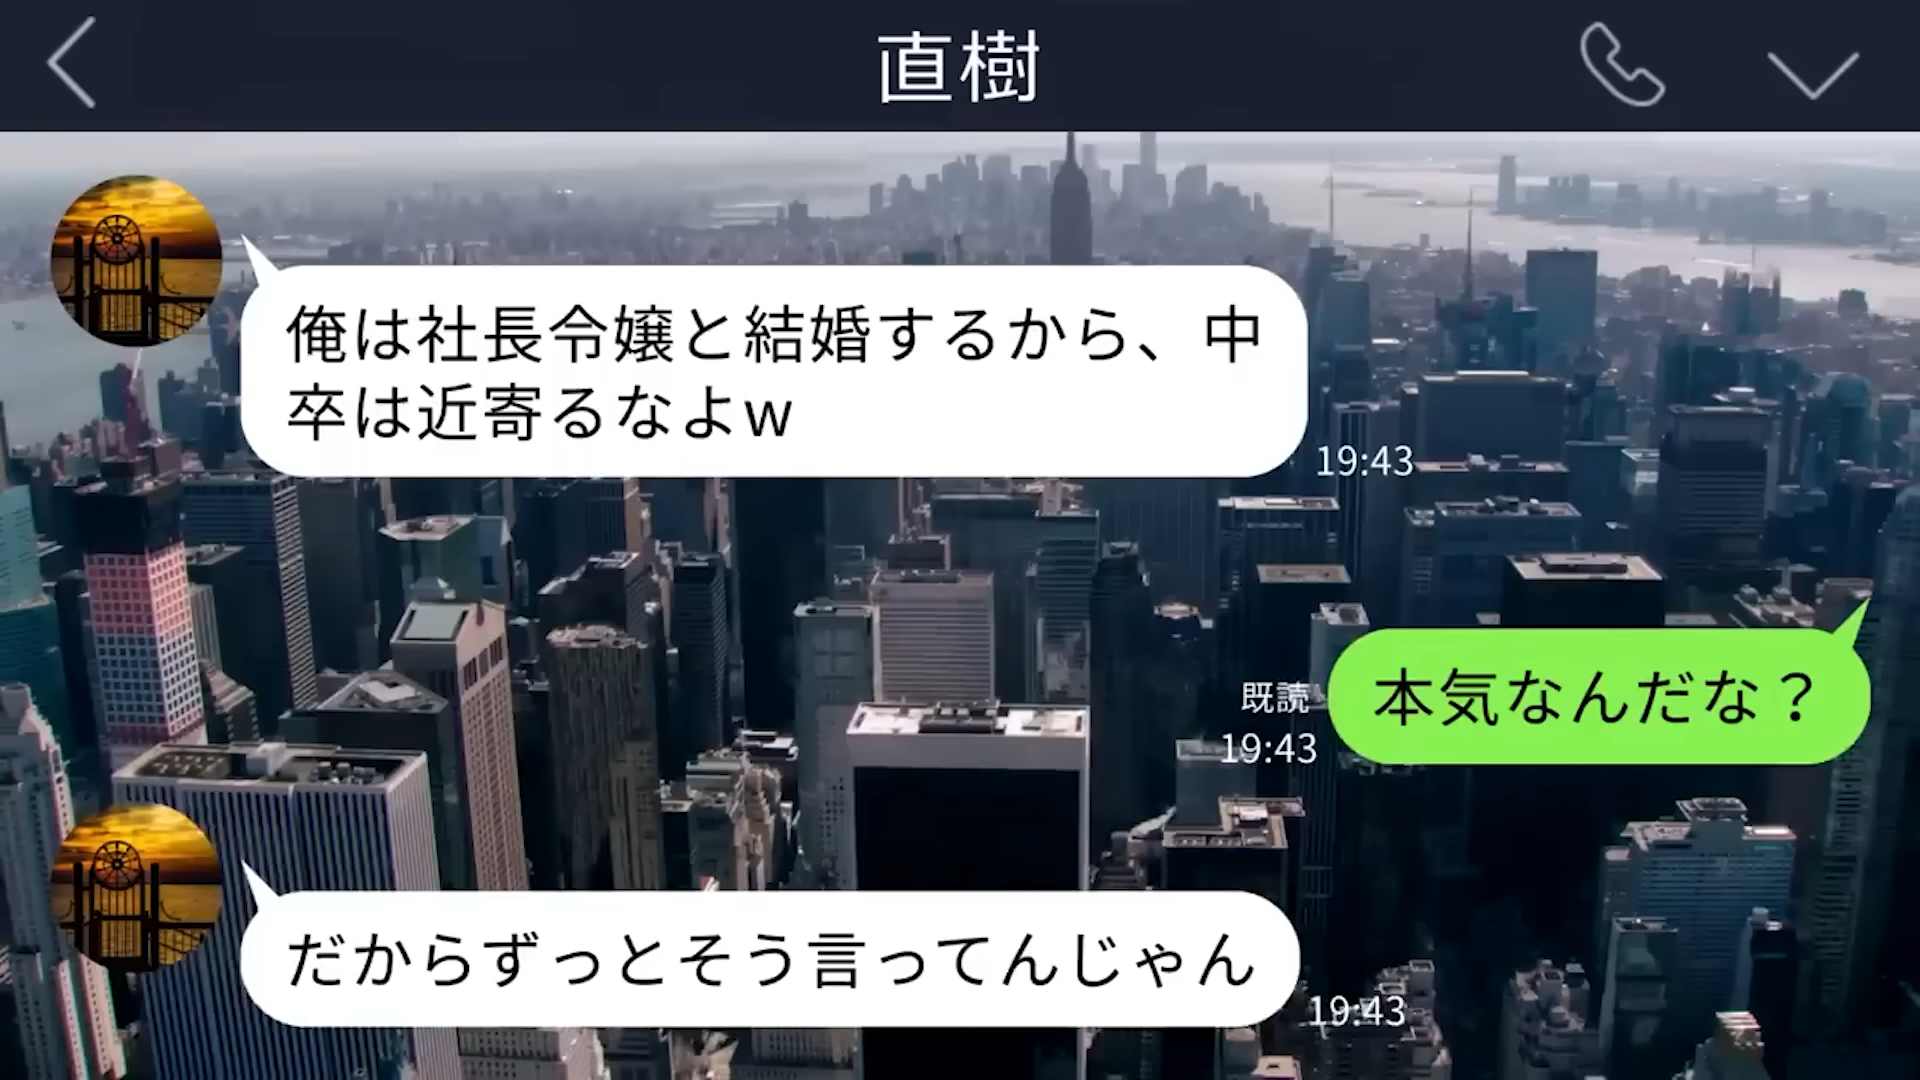 直樹
俺は社長令嬢と結婚するから、中
卒は近寄るなよw
19:43
本気なんだな？
既読
19:43
だからずっとそう言ってんじゃん
19:43